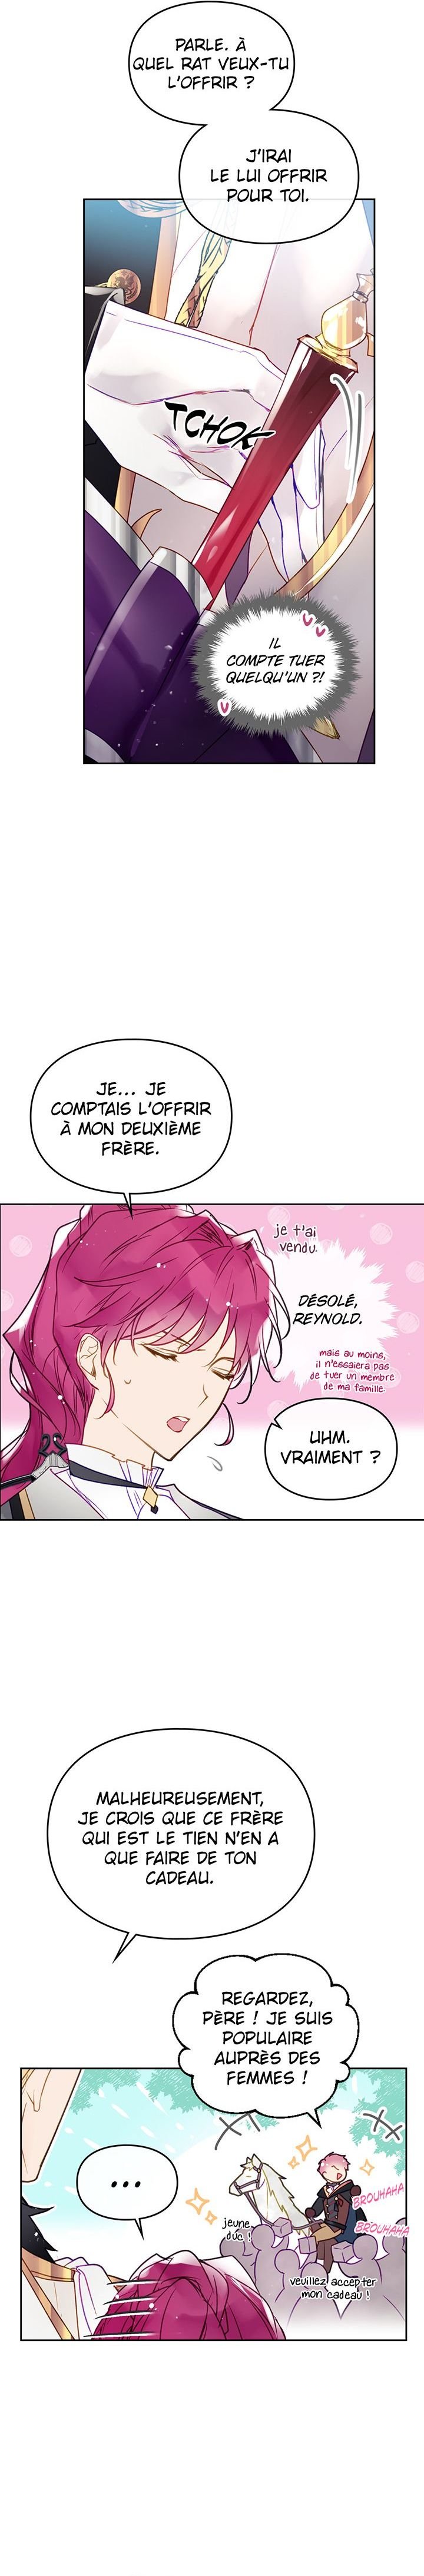 PARLE. À
QUEL RAT VEUX-TU
L'OFFRIR ?
J'IRAI
LE LUI OFFRIR
POUR TOI.
TCHOK
IL
COMPTE TUER
QUELQU'UN ?!
JE... JE
COMPTAIS L'OFFRIR
À MON DEUXIÈME
FRÈRE.
je t'ai
vendu.
DÉSOLÉ,
REYNOLD.
mais au moins,
il n'essaiera pas
de tuer un membre
de ma famille
UHM.
VRAIMENT ?
MALHEUREUSEMENT,
JE CROIS QUE CE FRÈRE
QUI EST LE TIEN N'EN A
QUE FAIRE DE TON
CADEAU.
REGARDEZ,
PÈRE ! JE SUIS
POPULAIRE
AUPRÈS DES
FEMMES !
...
BROUHAHA
BROUHAHA
jeune
duc !
veuillez accepter
mon cadeau !